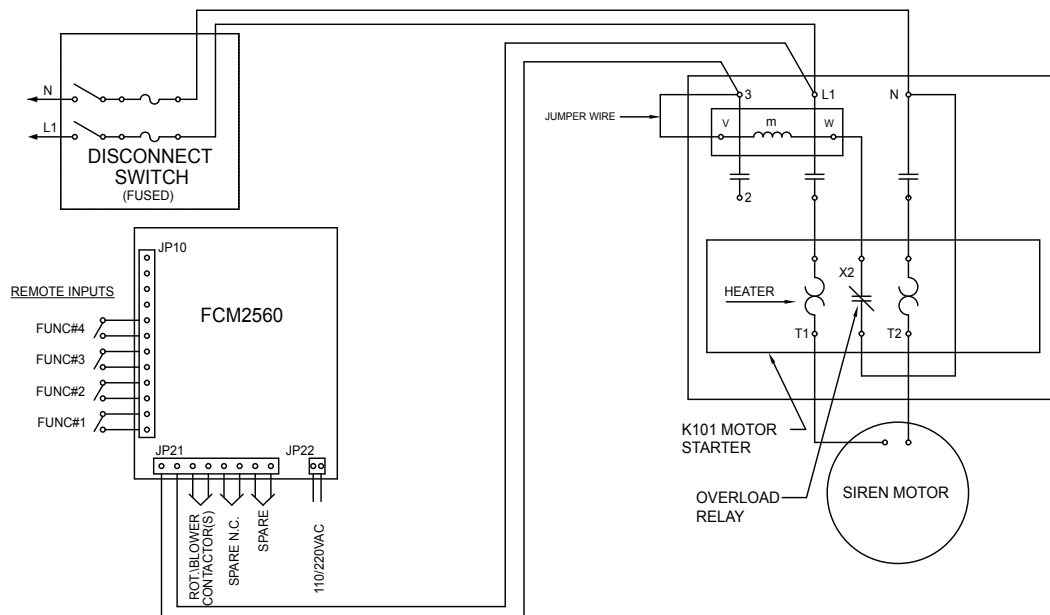 N
L1
DISCONNECT
SWITCH
(FUSED)
JUMPER WIRE
3
L1
N
V
m
W
2
HEATER
X2
T1
T2
K101 MOTOR
STARTER
OVERLOAD
RELAY
SIREN MOTOR
JP10
REMOTE INPUTS
FCM2560
FUNC#4
FUNC#3
FUNC#2
FUNC#1
JP21
JP22
ROT.\BLOWER
CONTACTOR(S)
SPARE N.C.
SPARE
110/220VAC